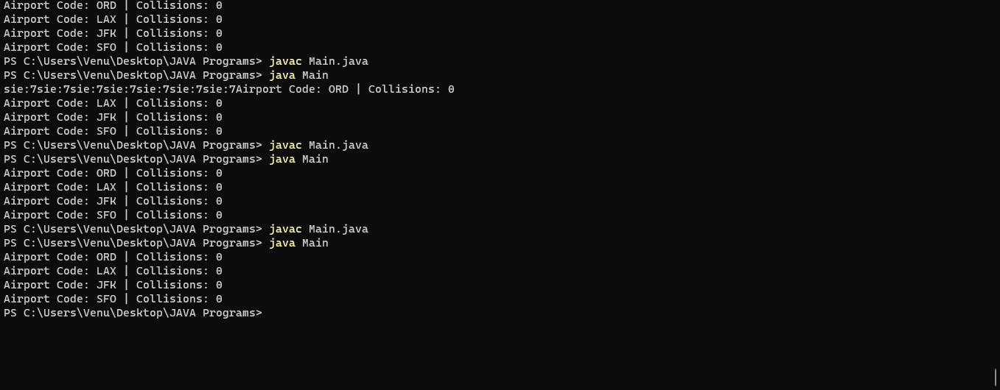 Airport Code: ORD | Collisions: 0
Airport Code: LAX | Collisions: 0
Airport Code: JFK | Collisions: 0
Airport Code: SFO | Collisions: 0
PS C:\Users\Venu\Desktop\JAVA Programs> javac Main.java
PS C:\Users\Venu\Desktop\JAVA Programs> java Main
sie:7sie:7sie:7sie:7sie:7sie:7sie:7Airport Code: ORD | Collisions: 0
Airport Code: LAX | Collisions: 0
Airport Code: JFK | Collisions: 0
Airport Code: SFO | Collisions: 0
PS C:\Users\Venu\Desktop\JAVA Programs> javac Main.java
PS C:\Users\Venu\Desktop\JAVA Programs> java Main
Airport Code: ORD | Collisions: 0
Airport Code: LAX | Collisions: 0
Airport Code: JFK | Collisions: 0
Airport Code: SFO | Collisions: 0
PS C:\Users\Venu\Desktop\JAVA Programs> javac Main.java
PS C:\Users\Venu\Desktop\JAVA Programs> java Main
Airport Code: ORD | Collisions: 0
Airport Code: LAX | Collisions: 0
Airport Code: JFK | Collisions: 0
Airport Code: SFO | Collisions: 0
PS C:\Users\Venu\Desktop\JAVA Programs>